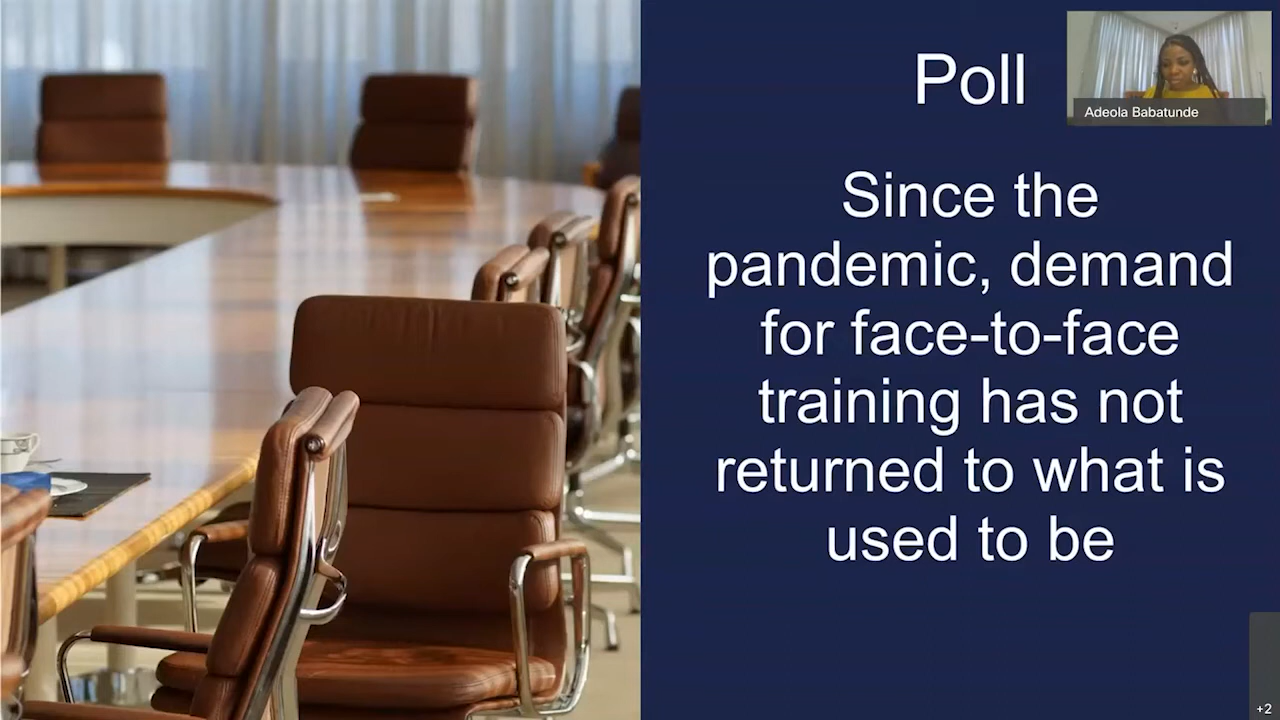 Poll
Adeola Babatunde
Since the
pandemic, demand
for face-to-face
training has not
returned to what is
used to be
+2